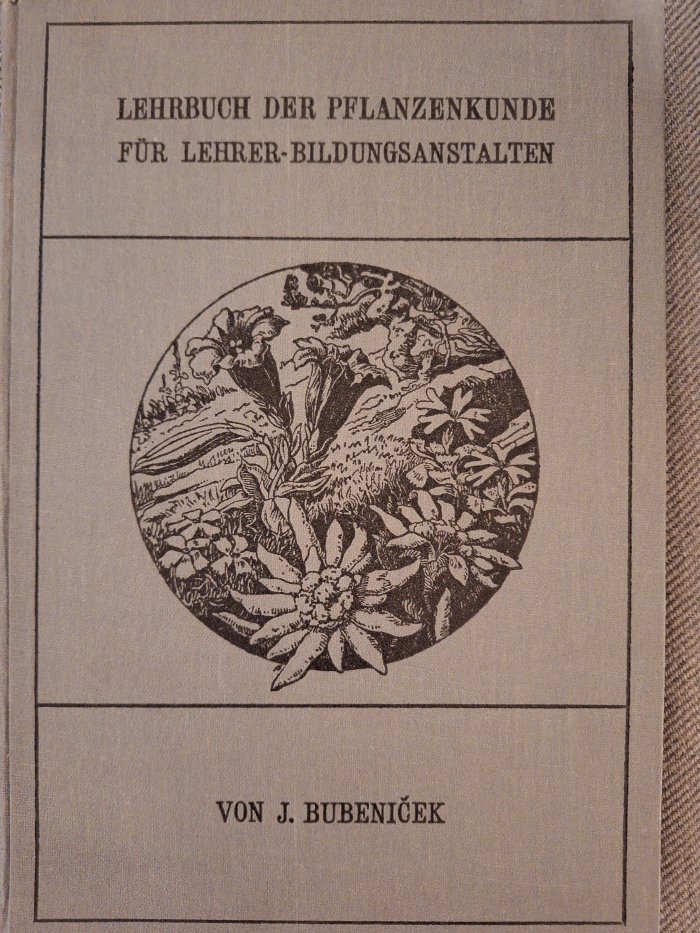 LEHRBUCH DER PFLANZENKUNDE
FÜR LEHRER-BILDUNGSANSTALTEN
VON J. BUBENIČEK